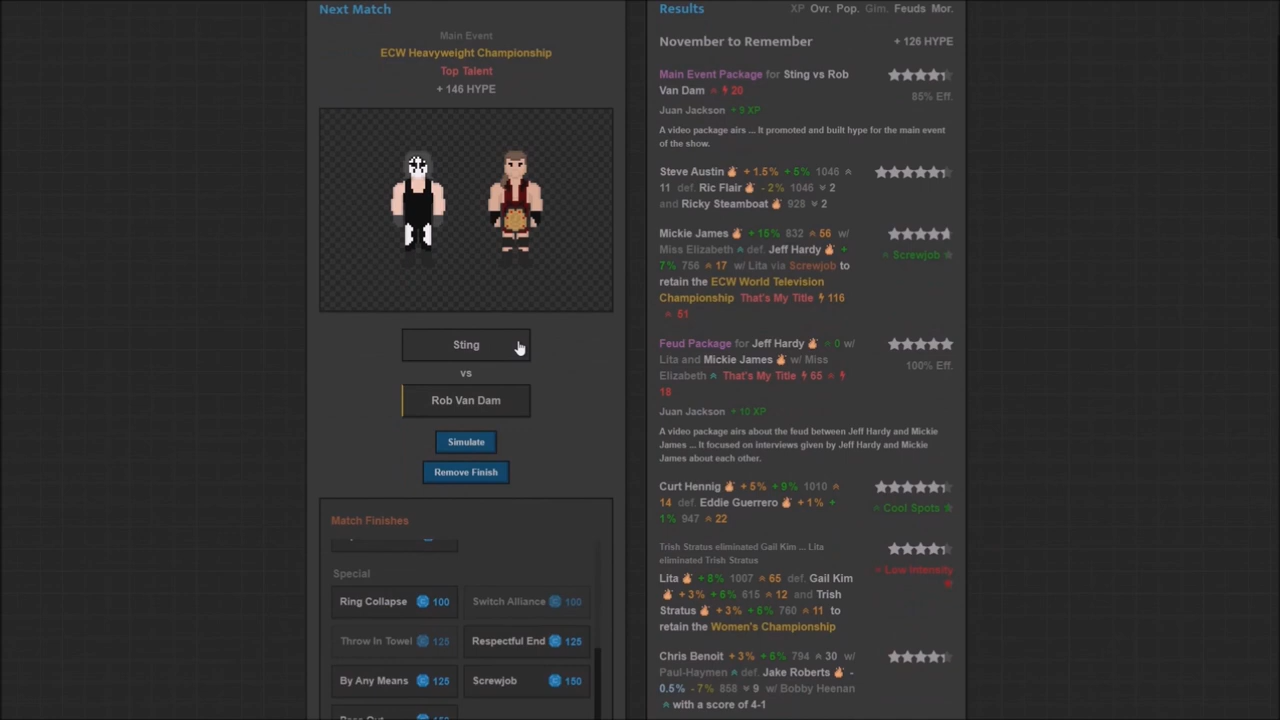 Next Match
Main Event
ECW Heavyweight Championship
Top Talent
+ 146 HYPE
Sting
vs
Rob Van Dam
Simulate
Remove Finish
Match Finishes
Special
Ring Collapse 100
Switch Alliance 100
Throw In Towel 125
Respectful End 125
By Any Means 125
Screwjob 150
Results
XP Ovr. Pop. Gim. Feuds Mor.
November to Remember + 126 HYPE
Main Event Package for Sting vs Rob
Van Dam 20
85% Eff.
Juan Jackson + 9 XP
A video package airs ... It promoted and built hype for the main event
of the show.
Steve Austin + 1.5% + 5% 1046
11 def. Ric Flair - 2% 1046 2
and Ricky Steamboat 928 2
Mickie James + 15% 832 56 w/
Miss Elizabeth def. Jeff Hardy +
7% 756 17 w/ Lita via Screwjob to
retain the ECW World Television
Championship That's My Title 116
51
Screwjob
Feud Package for Jeff Hardy 0 w/
Lita and Mickie James w/ Miss
Elizabeth That's My Title 65
18
100% Eff.
Juan Jackson + 10 XP
A video package airs about the feud between Jeff Hardy and Mickie
James ... It focused on interviews given by Jeff Hardy and Mickie
James about each other.
Curt Hennig + 5% + 9% 1010
14 def. Eddie Guerrero + 1% +
1% 947 22
Cool Spots
Trish Stratus eliminated Gail Kim ... Lita
eliminated Trish Stratus
Low Intensity
Lita + 8% 1007 65 def. Gail Kim
+ 3% + 6% 615 12 and Trish
Stratus + 3% + 6% 760 11 to
retain the Women's Championship
Chris Benoit + 3% + 6% 794 30 w/
Paul-Haymen def. Jake Roberts -
0.5% - 7% 858 9 w/ Bobby Heenan
with a score of 4-1